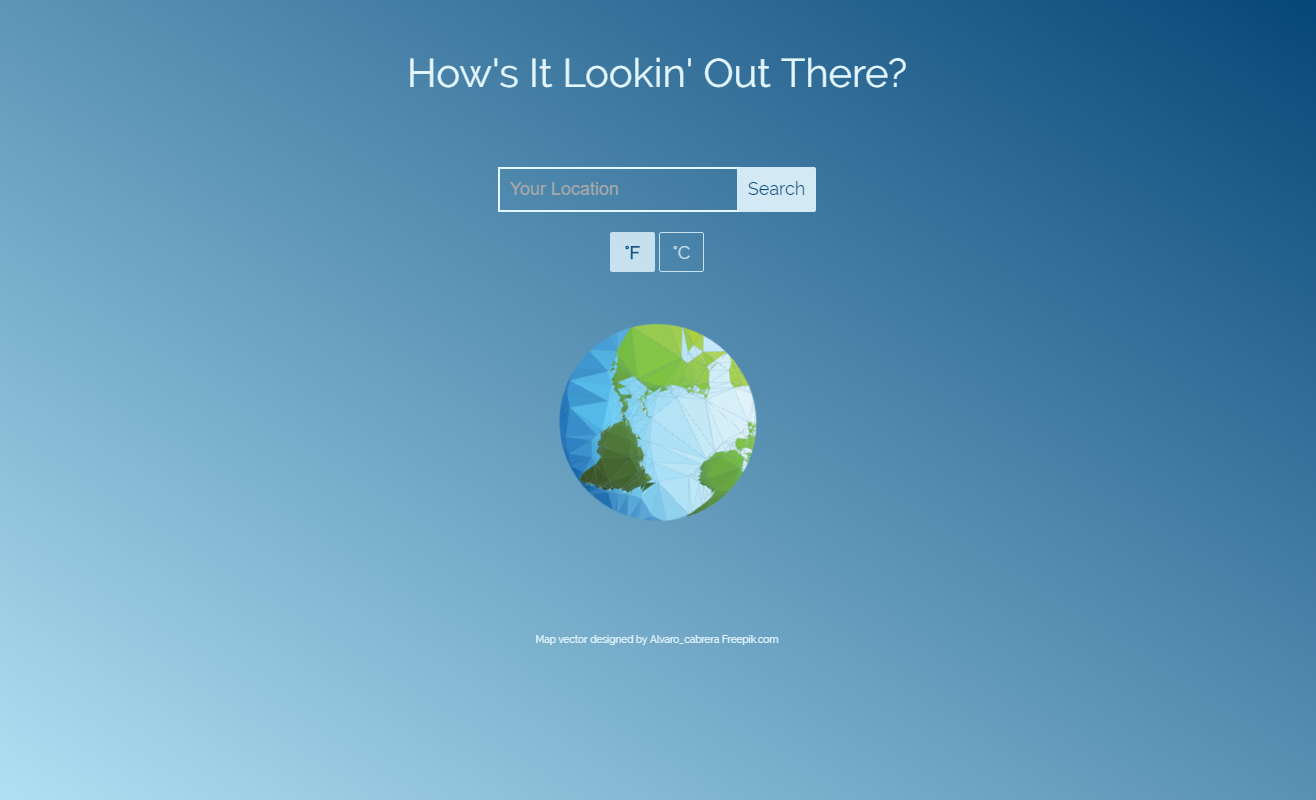 How's It Lookin' Out There?
Your Location Search
°F °C
Map vector designed by Alvaro_cabrera Freepik.com